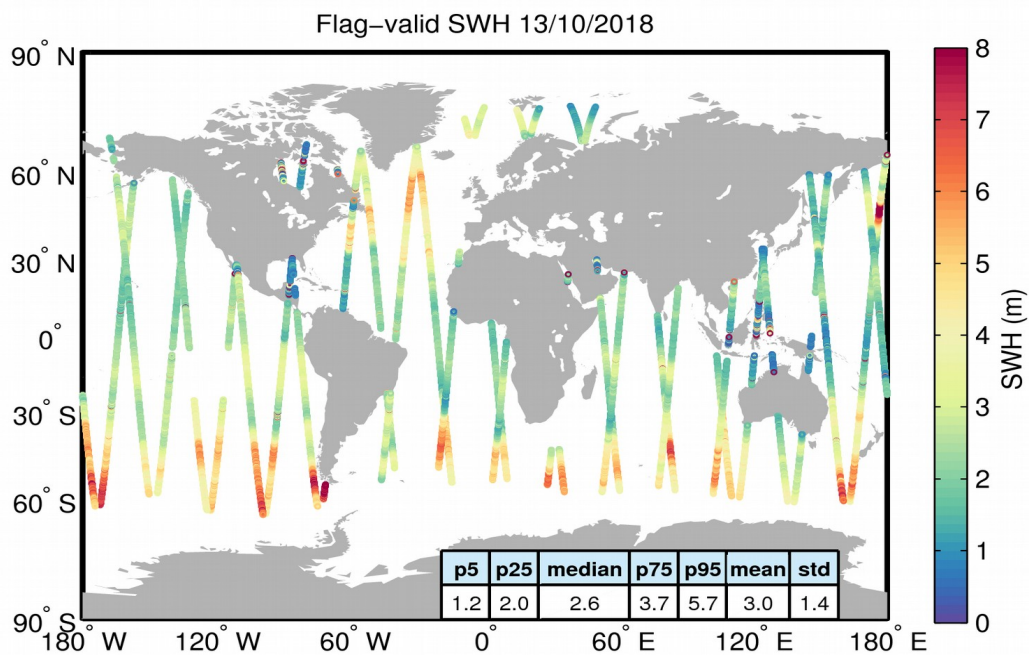 Flag−valid SWH 13/10/2018
90° N
60° N
30° N
0°
30° S
60° S
90° S
180° W
120° W
60° W
0°
60° E
120° E
180° E
8
7
6
5
4
3
2
1
0
SWH (m)
p5 p25 median p75 p95 mean std
1.2 2.0 2.6 3.7 5.7 3.0 1.4